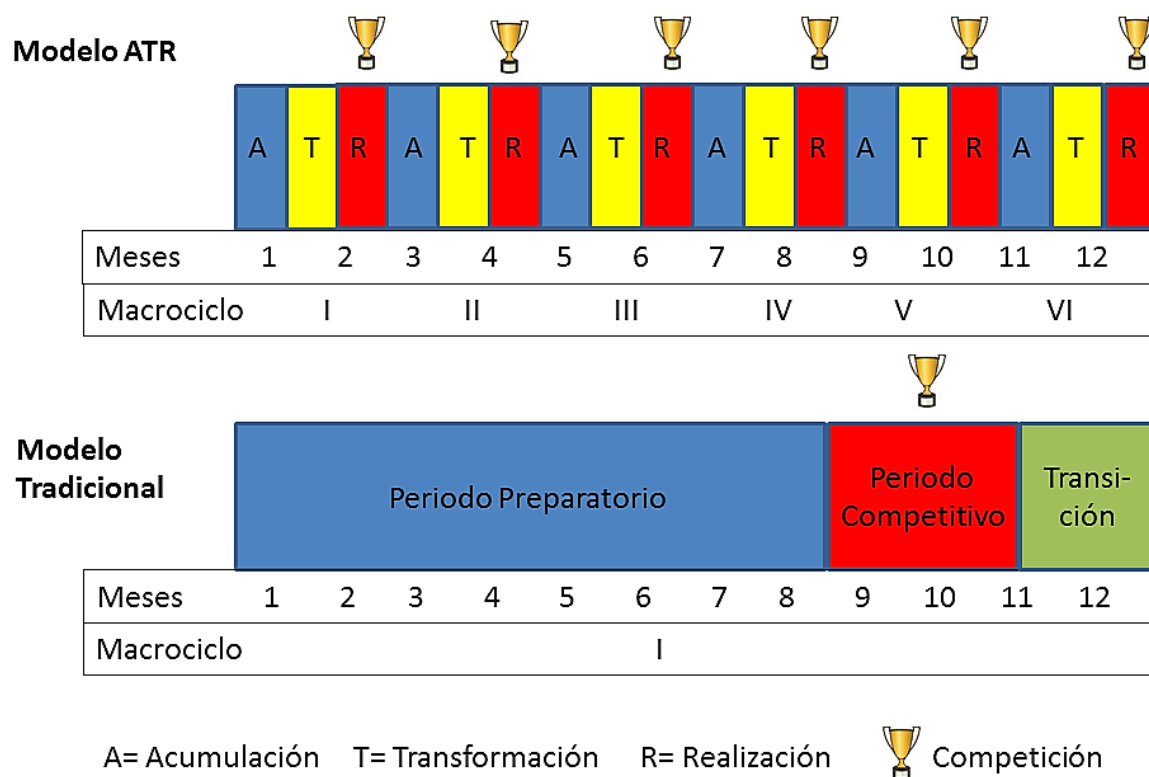 Modelo ATR
A T R A T R A T R A T R A T R A T R
Meses 1 2 3 4 5 6 7 8 9 10 11 12
Macrociclo I II III IV V VI
Modelo
Tradicional
Periodo Preparatorio
Periodo
Competitivo
Transi-
ción
Meses 1 2 3 4 5 6 7 8 9 10 11 12
Macrociclo I
A= Acumulación T= Transformación R= Realización Competición